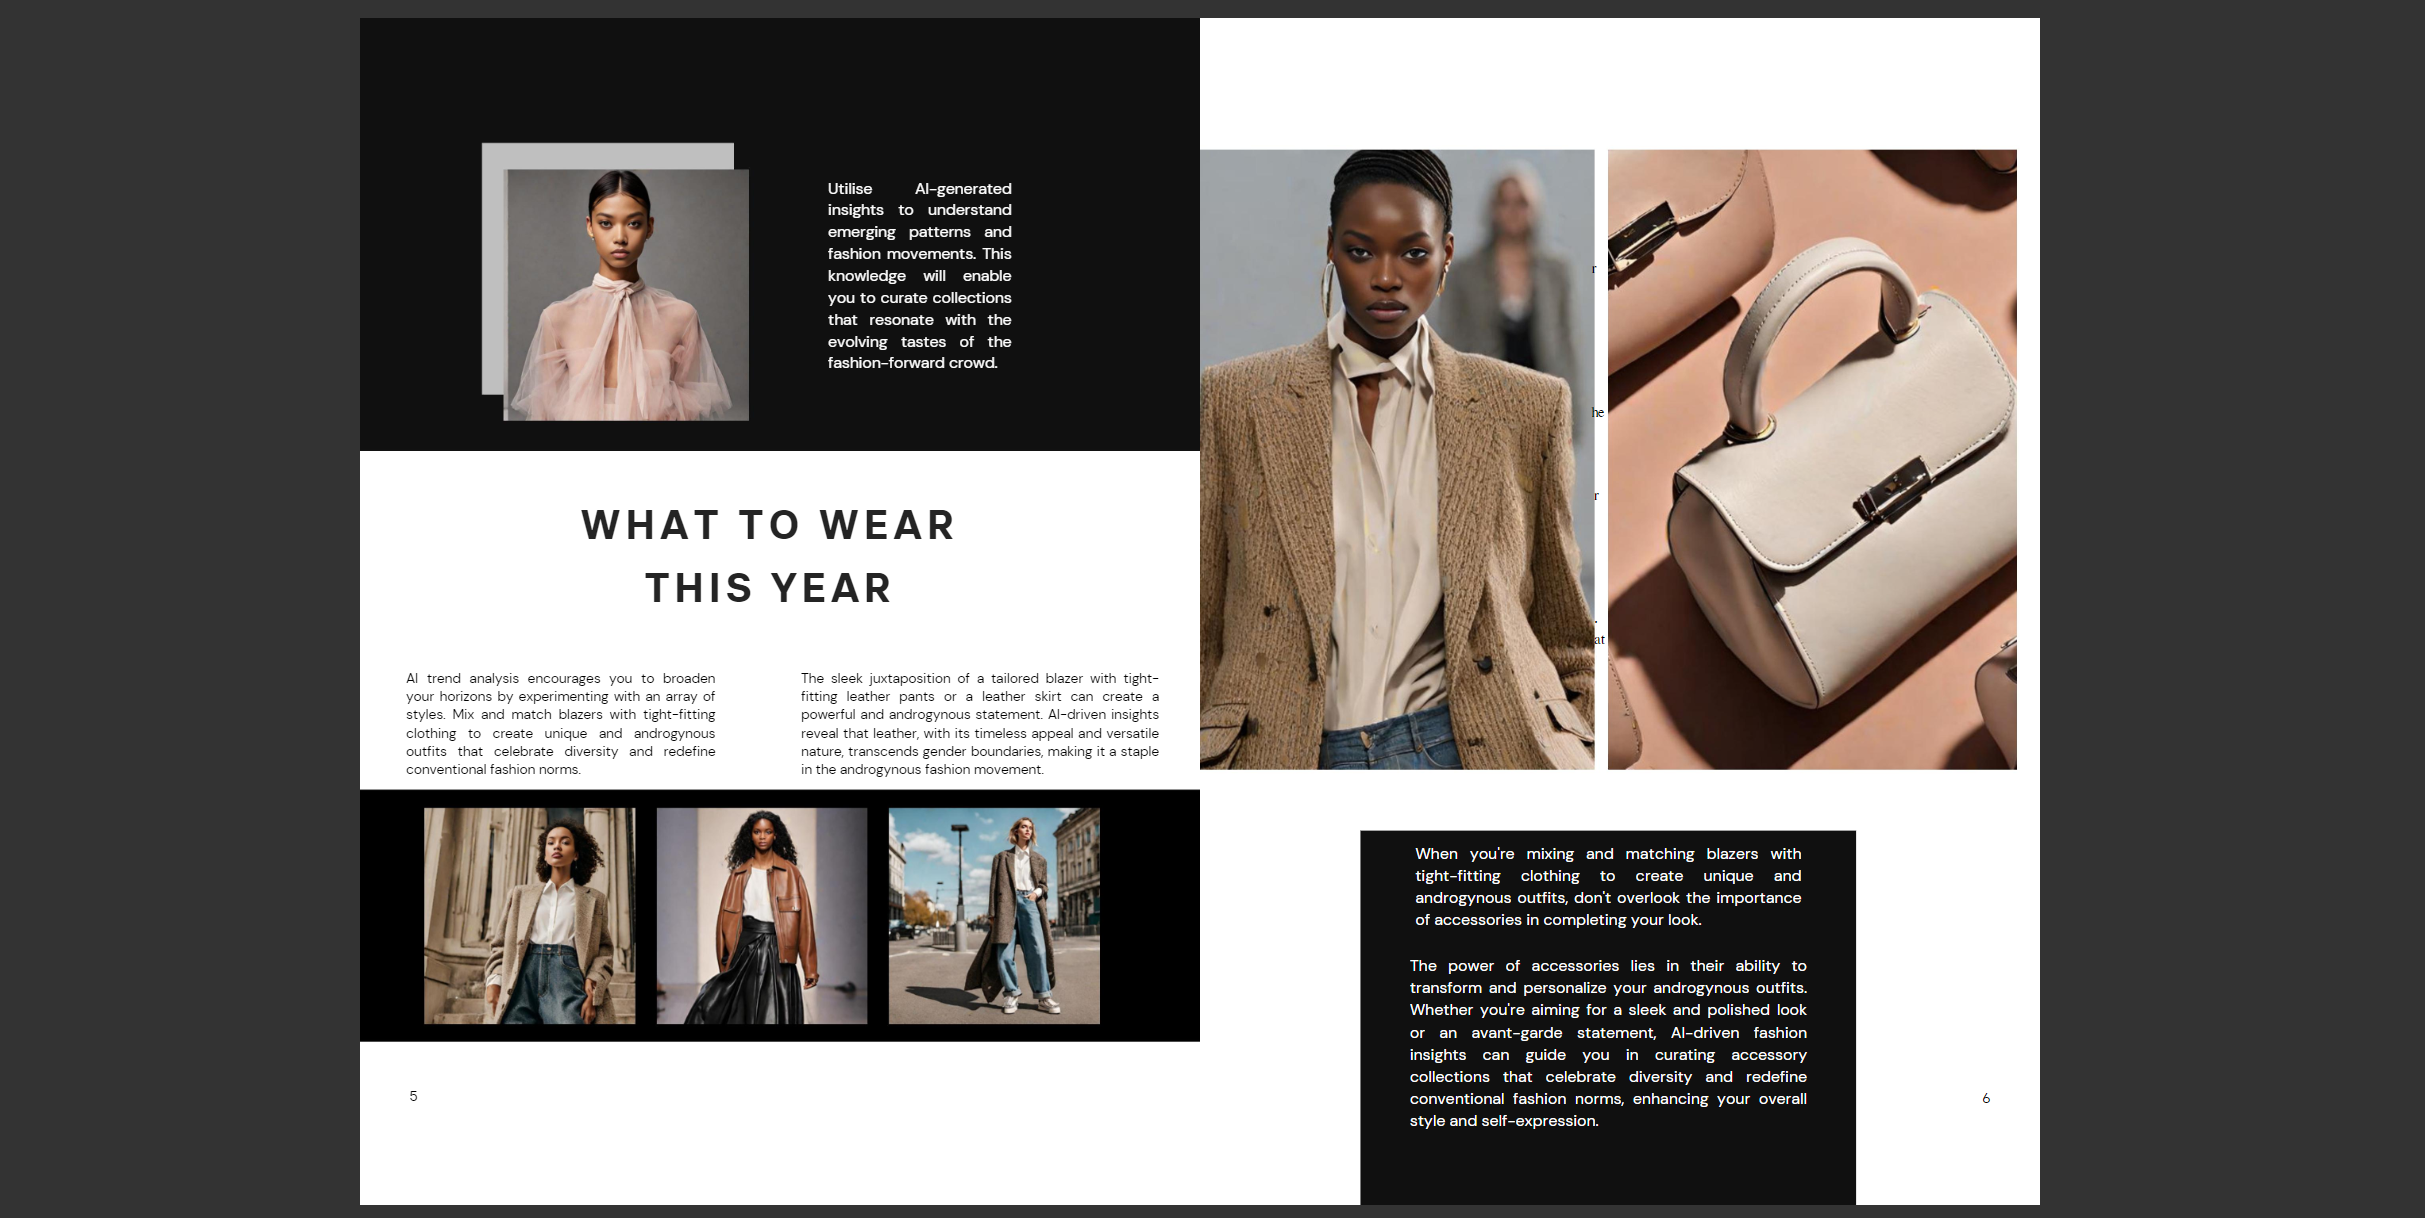 Utilise AI-generated
insights to understand
emerging patterns and
fashion movements. This
knowledge will enable
you to curate collections
that resonate with the
evolving tastes of the
fashion-forward crowd.
WHAT TO WEAR
THIS YEAR
AI trend analysis encourages you to broaden
your horizons by experimenting with an array of
styles. Mix and match blazers with tight-fitting
clothing to create unique and androgynous
outfits that celebrate diversity and redefine
conventional fashion norms.
The sleek juxtaposition of a tailored blazer with tight-
fitting leather pants or a leather skirt can create a
powerful and androgynous statement. AI-driven insights
reveal that leather, with its timeless appeal and versatile
nature, transcends gender boundaries, making it a staple
in the androgynous fashion movement.
5
r
he
r
.
at
When you're mixing and matching blazers with
tight-fitting clothing to create unique and
androgynous outfits, don't overlook the importance
of accessories in completing your look.
The power of accessories lies in their ability to
transform and personalize your androgynous outfits.
Whether you're aiming for a sleek and polished look
or an avant-garde statement, AI-driven fashion
insights can guide you in curating accessory
collections that celebrate diversity and redefine
conventional fashion norms, enhancing your overall
style and self-expression.
6